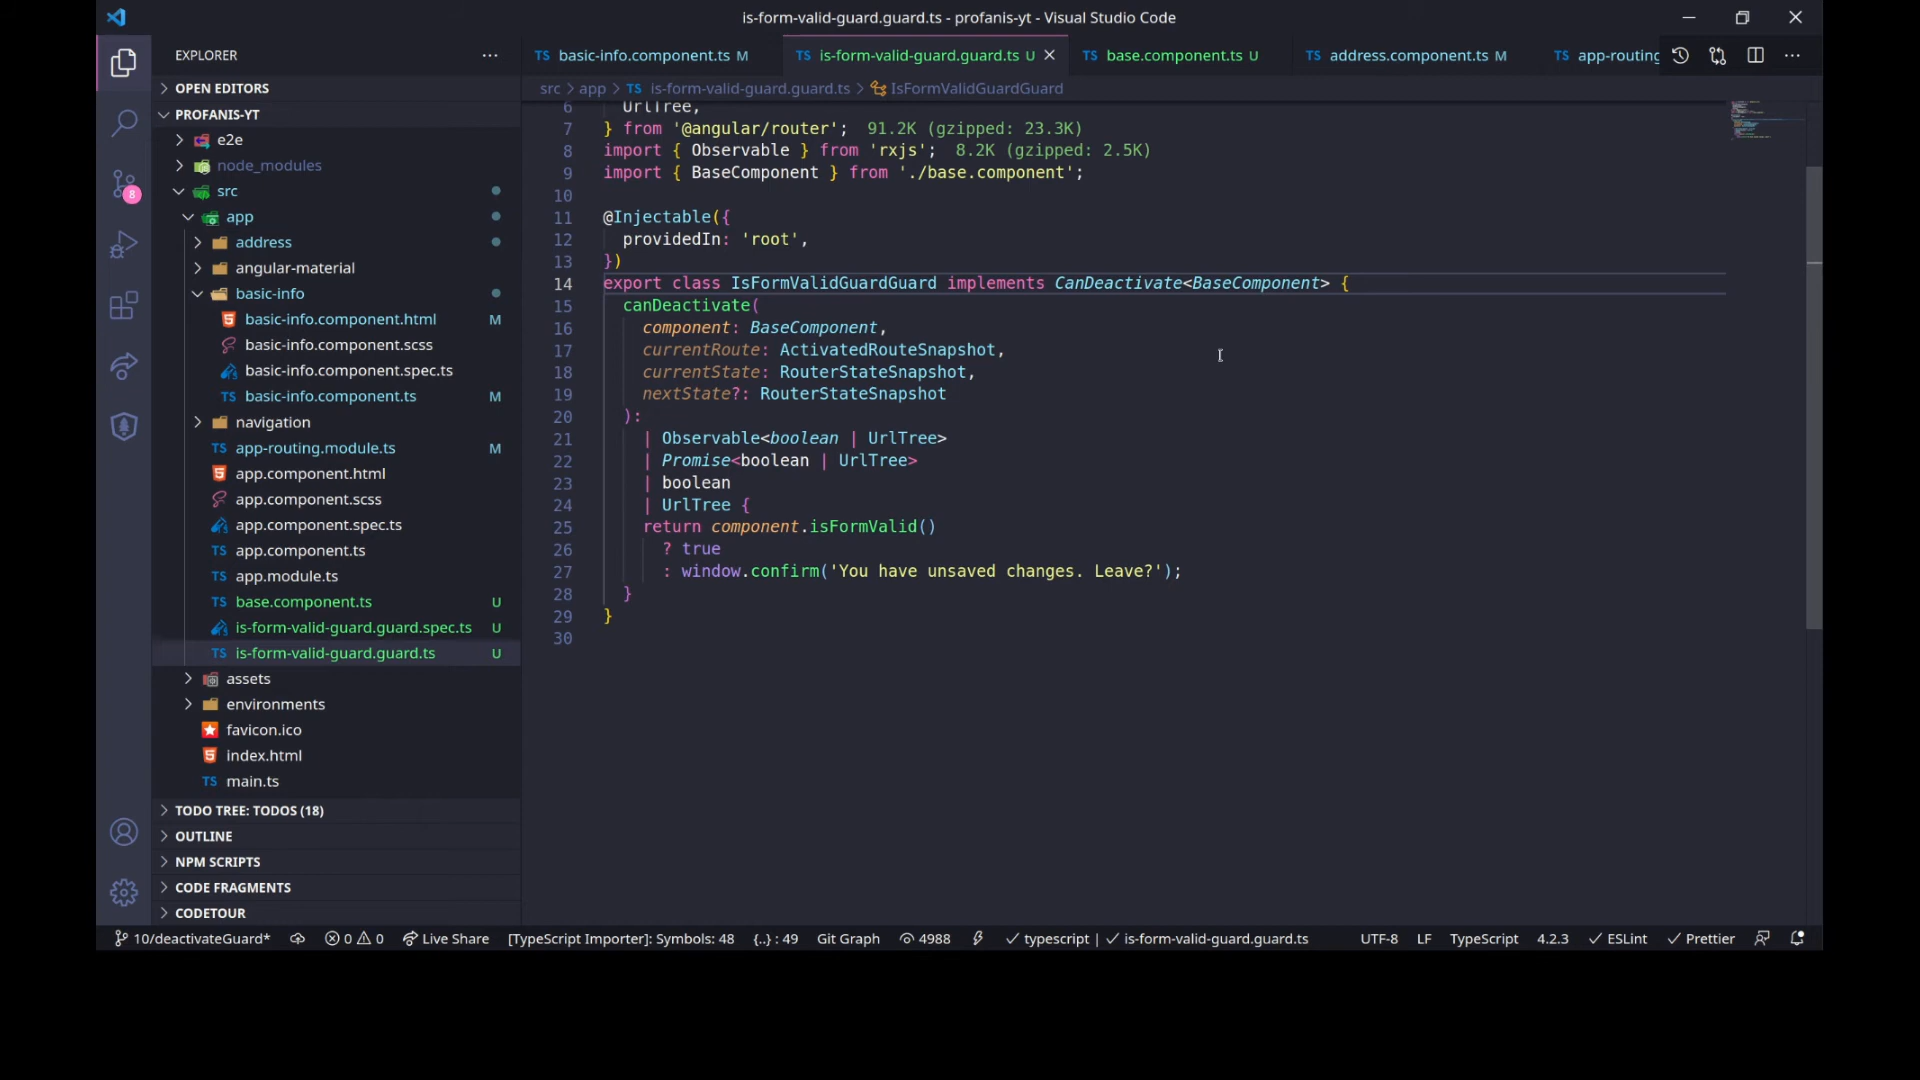 is-form-valid-guard.guard.ts - profanis-yt - Visual Studio Code
EXPLORER
OPEN EDITORS
PROFANIS-YT
e2e
node_modules
src
app
address
angular-material
basic-info
basic-info.component.html M
basic-info.component.scss
basic-info.component.spec.ts
TS basic-info.component.ts M
navigation
TS app-routing.module.ts M
app.component.html
app.component.scss
app.component.spec.ts
TS app.component.ts
TS app.module.ts
TS base.component.ts U
is-form-valid-guard.guard.spec.ts U
TS is-form-valid-guard.guard.ts U
assets
environments
favicon.ico
index.html
TS main.ts
TODO TREE: TODOS (18)
OUTLINE
NPM SCRIPTS
CODE FRAGMENTS
CODETOUR
8
TS basic-info.component.ts M TS is-form-valid-guard.guard.ts U TS base.component.ts U TS address.component.ts M TS app-routing
src > app > TS is-form-valid-guard.guard.ts > IsFormValidGuardGuard
6 UrlTree,
7 } from '@angular/router'; 91.2K (gzipped: 23.3K)
8 import { Observable } from 'rxjs'; 8.2K (gzipped: 2.5K)
9 import { BaseComponent } from './base.component';
10
11 @Injectable({
12 providedIn: 'root',
13 })
14 export class IsFormValidGuardGuard implements CanDeactivate<BaseComponent> {
15 canDeactivate(
16 component: BaseComponent,
17 currentRoute: ActivatedRouteSnapshot,
18 currentState: RouterStateSnapshot,
19 nextState?: RouterStateSnapshot
20 ):
21 | Observable<boolean | UrlTree>
22 | Promise<boolean | UrlTree>
23 | boolean
24 | UrlTree {
25 return component.isFormValid()
26 ? true
27 : window.confirm('You have unsaved changes. Leave?');
28 }
29 }
30
10/deactivateGuard* 0 0 Live Share [TypeScript Importer]: Symbols: 48 {..} : 49 Git Graph 4988 typescript | is-form-valid-guard.guard.ts UTF-8 LF TypeScript 4.2.3 ESLint Prettier